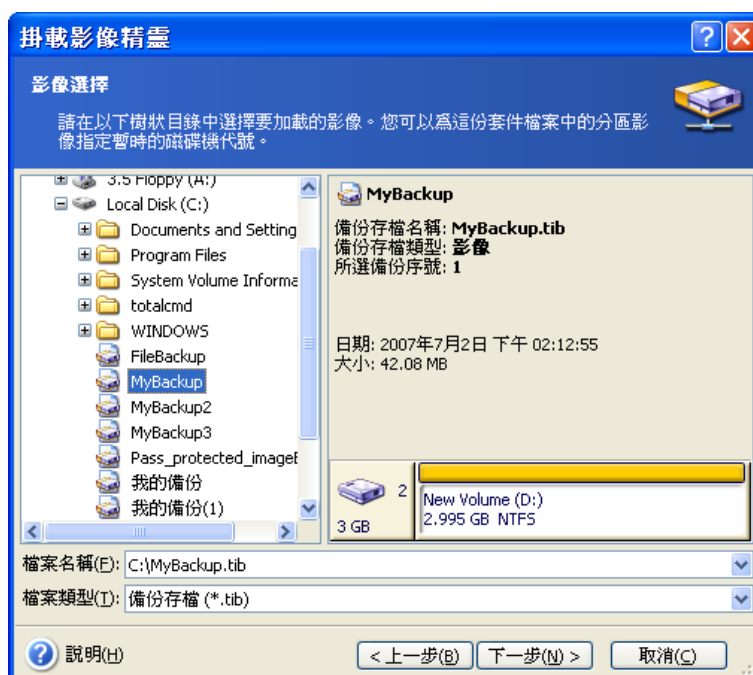 掛載影像精靈
影像選擇
請在以下樹狀目錄中選擇要加載的影像。您可以為這份套件檔案中的分區影
像指定暫時的磁碟機代號。
3.5 Floppy (A:)
Local Disk (C:)
Documents and Setting
Program Files
System Volume Informa
totalcmd
WINDOWS
FileBackup
MyBackup
MyBackup2
MyBackup3
Pass_protected_imageB
我的備份
我的備份(1)
MyBackup
備份存檔名稱: MyBackup.tib
備份存檔類型: 影像
所選備份序號: 1
日期: 2007年7月2日 下午 02:12:55
大小: 42.08 MB
2
3 GB
New Volume (D:)
2.995 GB NTFS
檔案名稱(F): C:\MyBackup.tib
檔案類型(T): 備份存檔 (*.tib)
說明(H)
< 上一步(B)
下一步(N) >
取消(C)